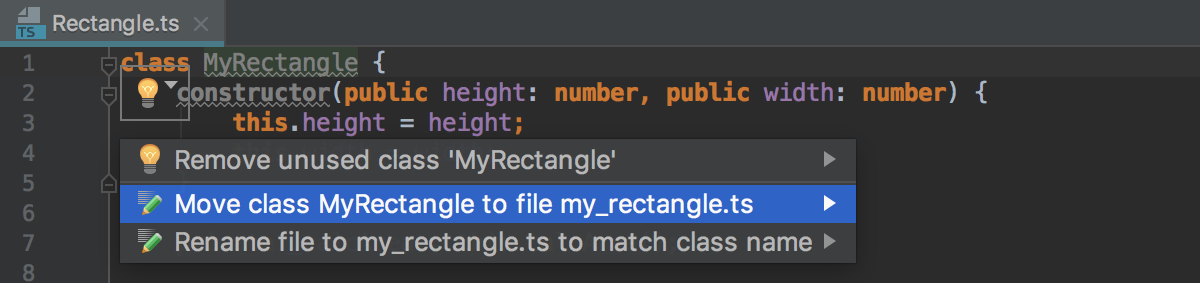 TS Rectangle.ts
1 class MyRectangle {
2 constructor(public height: number, public width: number) {
3 this.height = height;
4
Remove unused class 'MyRectangle'
5 Move class MyRectangle to file my_rectangle.ts
6
7 Rename file to my_rectangle.ts to match class name
8